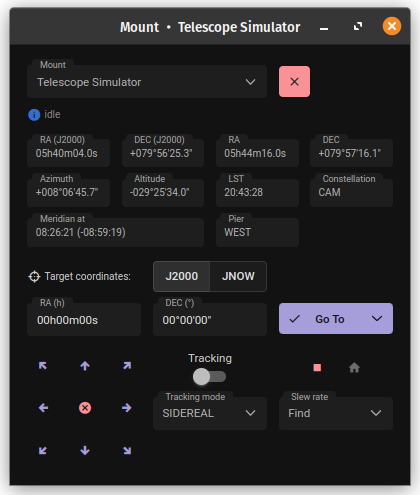 Mount • Telescope Simulator
Mount
Telescope Simulator
idle
RA (J2000) DEC (J2000) RA DEC
05h40m04.0s +079°56'25.3" 05h44m16.0s +079°57'16.1"
Azimuth Altitude LST Constellation
+008°06'45.7" -029°25'34.0" 20:43:28 CAM
Meridian at Pier
08:26:21 (-08:59:19) WEST
Target coordinates: J2000 JNOW
RA (h) DEC (°)
00h00m00s 00°00'00" Go To
Tracking
Tracking mode Slew rate
SIDEREAL Find